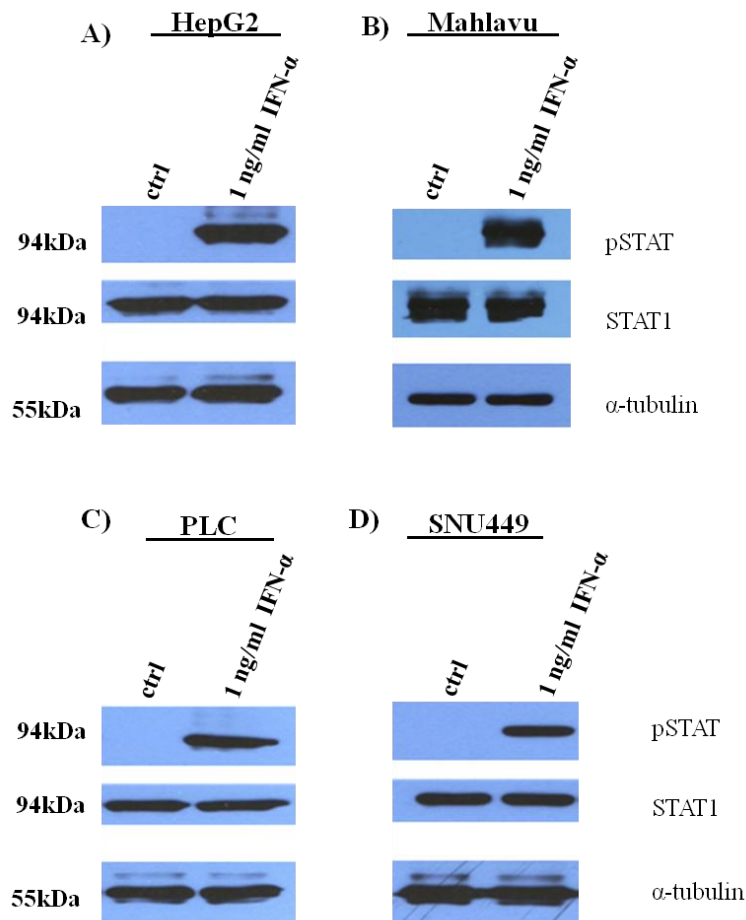 A)
HepG2
ctrl
1 ng/ml IFN-α
94kDa
94kDa
55kDa
B)
Mahlavu
ctrl
1 ng/ml IFN-α
pSTAT
STAT1
α-tubulin
C)
PLC
ctrl
1 ng/ml IFN-α
94kDa
94kDa
55kDa
D)
SNU449
ctrl
1 ng/ml IFN-α
pSTAT
STAT1
α-tubulin